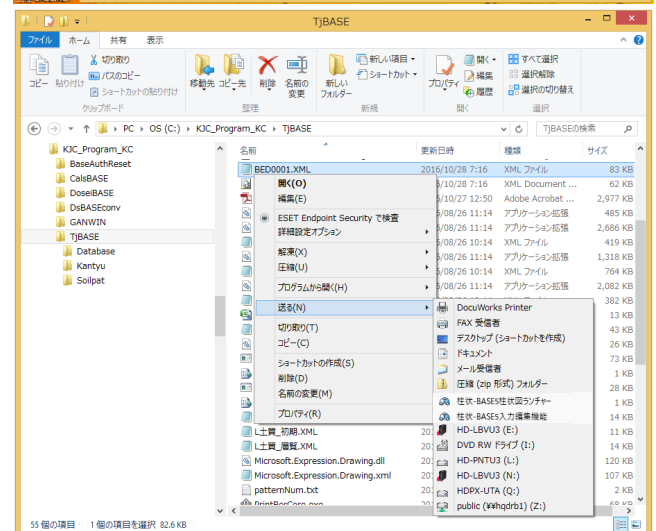 TjBASE
ファイル ホーム 共有 表示
コピー 貼り付け 切り取り パスのコピー ショートカットの貼り付け クリップボード
移動先 コピー先 削除 名前の変更 整理
新しいフォルダー 新しい項目 ショートカット 新規
プロパティ 開く 編集 履歴 開く
すべて選択 選択解除 選択の切り替え 選択
PC OS (C:) KJC_Program_KC TJBASE TJBASEの検索
KJC_Program_KC
BaseAuthReset
CalsBASE
DoseiBASE
DsBASEconv
GANWIN
TJBASE
Database
Kantyu
Soilpat
名前 更新日時 種類 サイズ
BED0001.XML 2016/10/28 7:16 XML ファイル 83 KB
/10/28 7:16 XML Document ... 62 KB
/10/27 12:50 Adobe Acrobat ... 2,977 KB
/08/26 11:14 アプリケーション拡張 485 KB
/08/26 11:14 アプリケーション拡張 2,686 KB
/08/26 10:14 XML ファイル 419 KB
/08/26 11:14 アプリケーション拡張 1,318 KB
/08/26 10:14 XML ファイル 764 KB
/08/26 11:14 アプリケーション拡張 2,082 KB
382 KB
13 KB
43 KB
26 KB
73 KB
1 KB
28 KB
1 KB
14 KB
L土質_初期.XML 11 KB
L土質_層覧.XML 14 KB
Microsoft.Expression.Drawing.dll 120 KB
Microsoft.Expression.Drawing.xml 107 KB
patternNum.txt 2 KB
開く(O)
編集(E)
ESET Endpoint Security で検査
詳細設定オプション
解凍(X)
圧縮(U)
プログラムから開く(H)
送る(N)
切り取り(T)
コピー(C)
ショートカットの作成(S)
削除(D)
名前の変更(M)
プロパティ(R)
DocuWorks Printer
FAX 受信者
デスクトップ (ショートカットを作成)
ドキュメント
メール受信者
圧縮 (zip 形式) フォルダー
柱状-BASE5柱状図ランチャー
柱状-BASE5入力編集機能
HD-LBVU3 (E:)
DVD RW ドライブ (I:)
HD-PNTU3 (L:)
HD-LBVU3 (N:)
HDPX-UTA (Q:)
public (¥¥hqdrb1) (Z:)
55 個の項目 1 個の項目を選択 82.6 KB